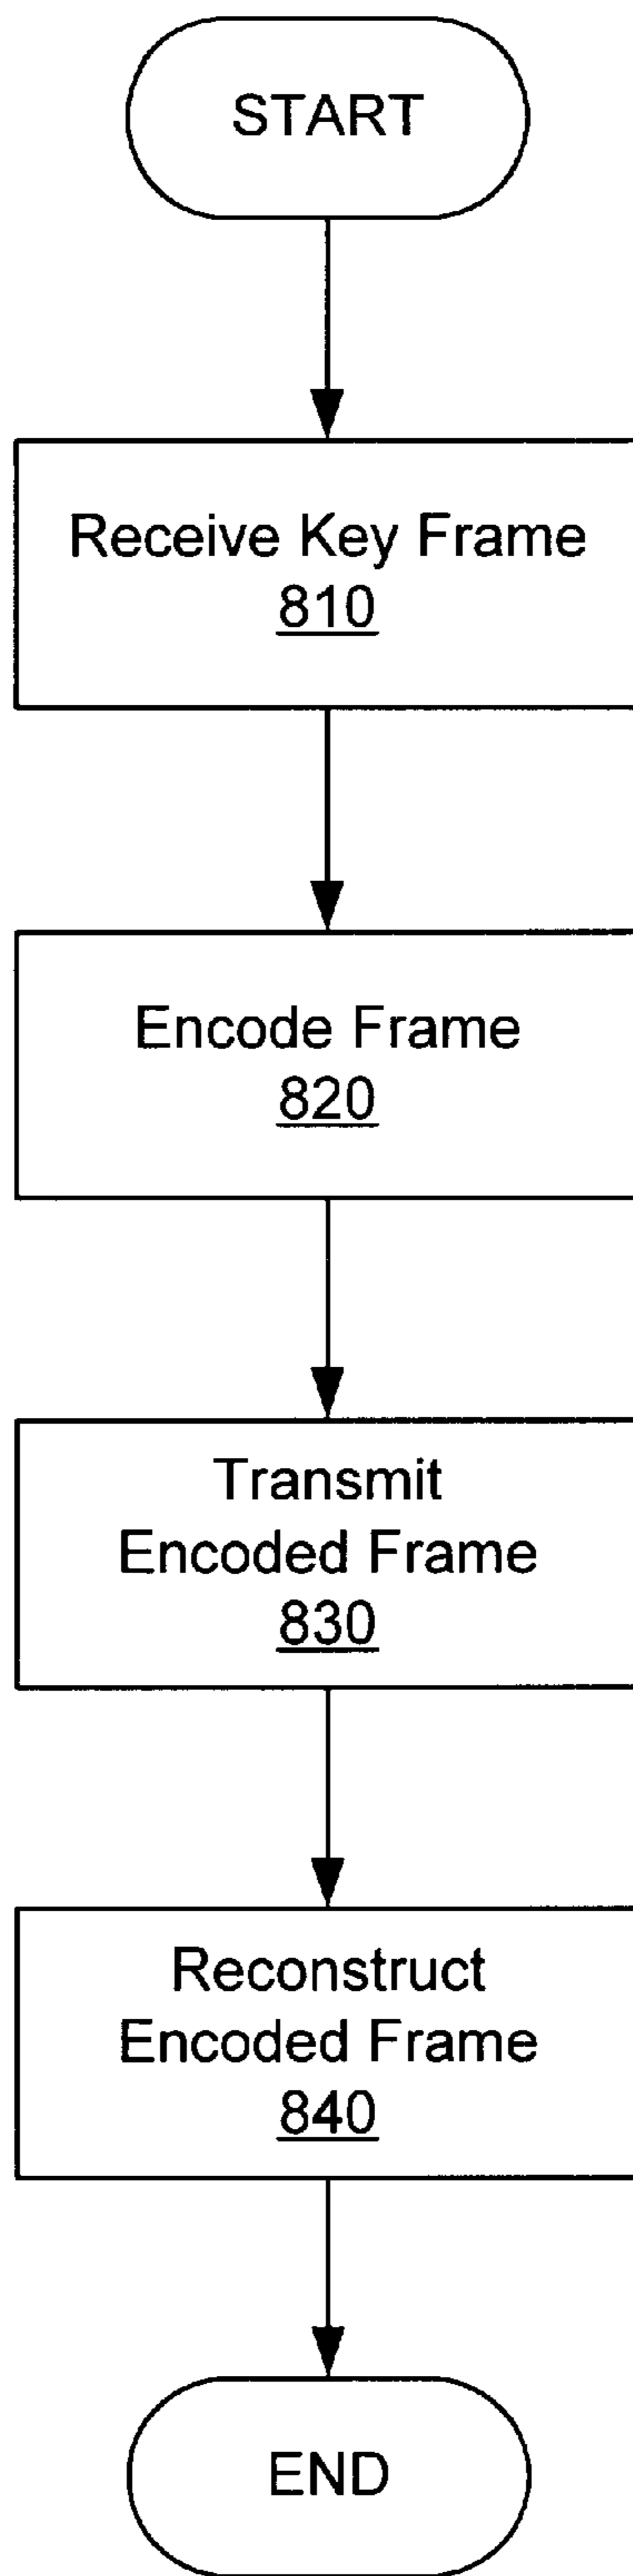 START
Receive Key Frame
810
Encode Frame
820
Transmit
Encoded Frame
830
Reconstruct
Encoded Frame
840
END